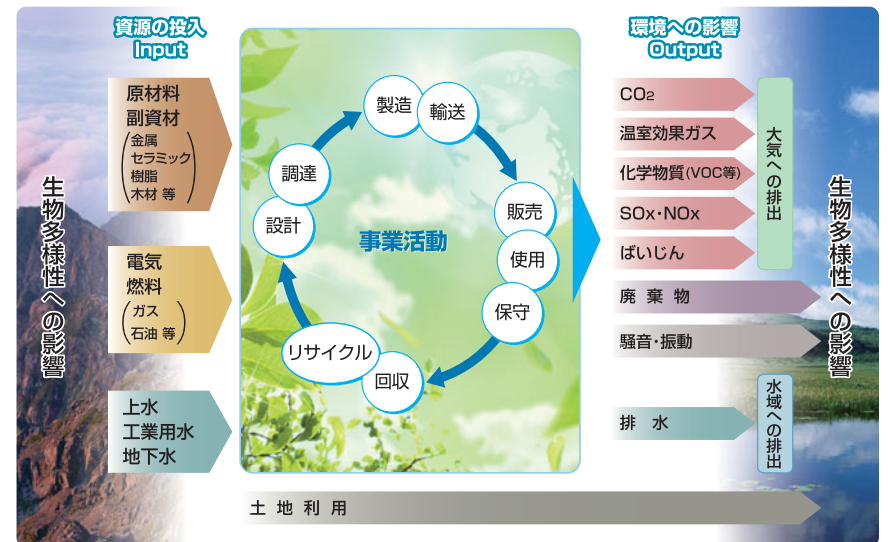 資源の投入
Input
環境への影響
Output
生物多様性への影響
原材料
副資材
(金属
セラミック
樹脂
木材 等)
電気
燃料
(ガス
石油 等)
上水
工業用水
地下水
事業活動
設計
調達
製造
輸送
販売
使用
保守
回収
リサイクル
CO2
温室効果ガス
化学物質(VOC等)
SOx・NOx
ばいじん
大気への排出
廃棄物
騒音・振動
排水
水域への排出
生物多様性への影響
土地利用